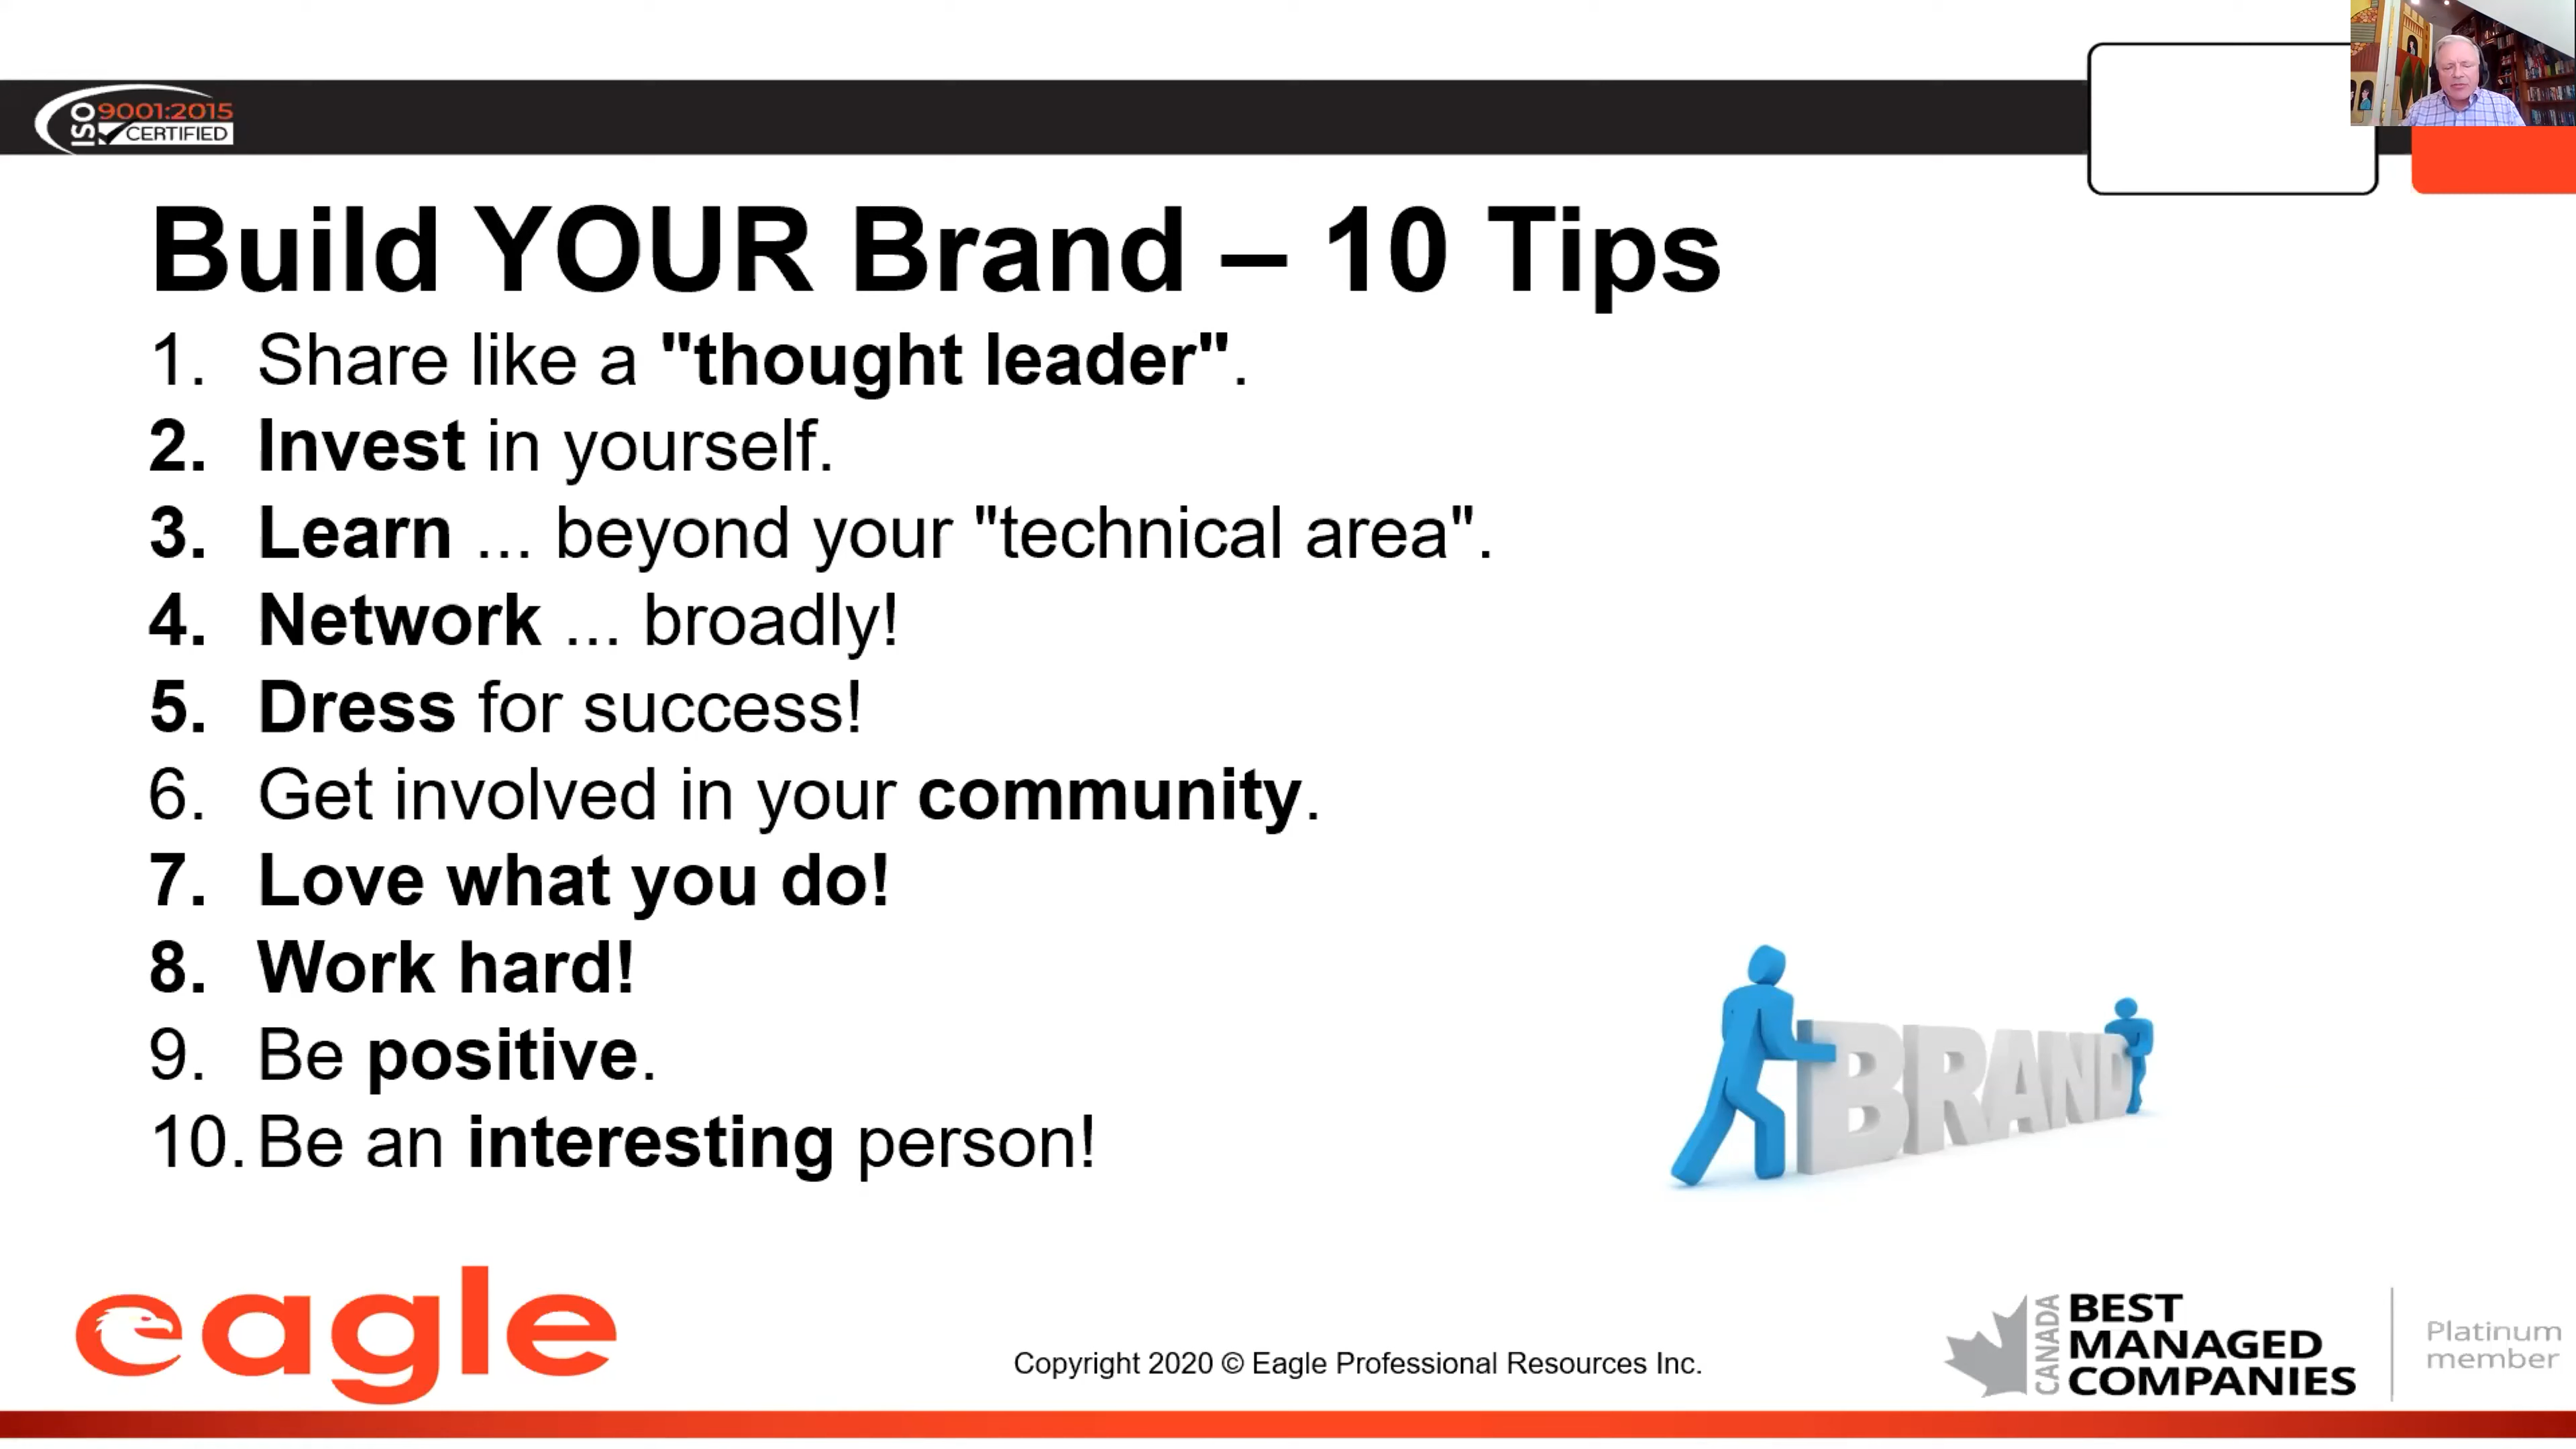 ISO 9001:2015
CERTIFIED
Build YOUR Brand – 10 Tips
1. Share like a "thought leader".
2. Invest in yourself.
3. Learn ... beyond your "technical area".
4. Network ... broadly!
5. Dress for success!
6. Get involved in your community.
7. Love what you do!
8. Work hard!
9. Be positive.
10. Be an interesting person!
BRAND
eagle
Copyright 2020 © Eagle Professional Resources Inc.
CANADA
BEST
MANAGED
COMPANIES
Platinum
member